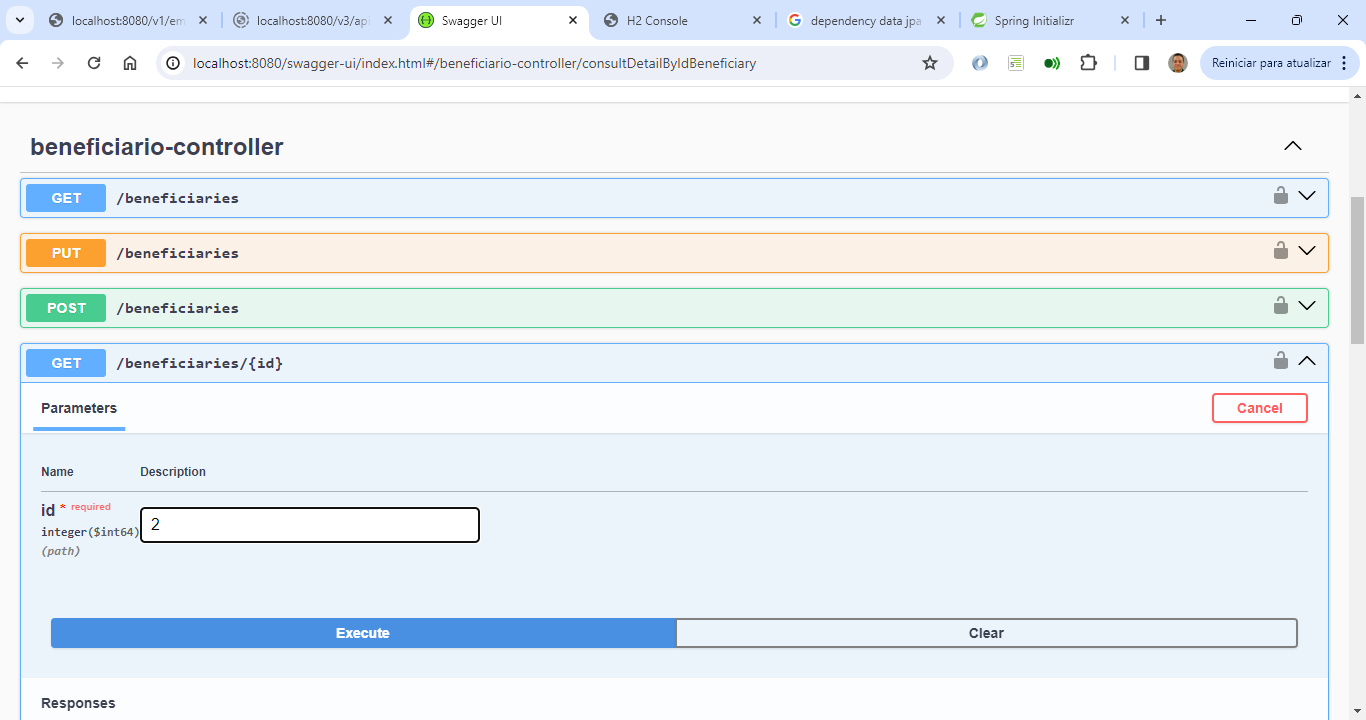 localhost:8080/v1/em
localhost:8080/v3/api
Swagger UI
H2 Console
dependency data jpa
Spring Initializr
localhost:8080/swagger-ui/index.html#/beneficiario-controller/consultDetailByIdBeneficiary
Reiniciar para atualizar
beneficiario-controller
GET /beneficiaries
PUT /beneficiaries
POST /beneficiaries
GET /beneficiaries/{id}
Parameters
Cancel
Name Description
id * required
integer($int64)
(path)
2
Execute
Clear
Responses